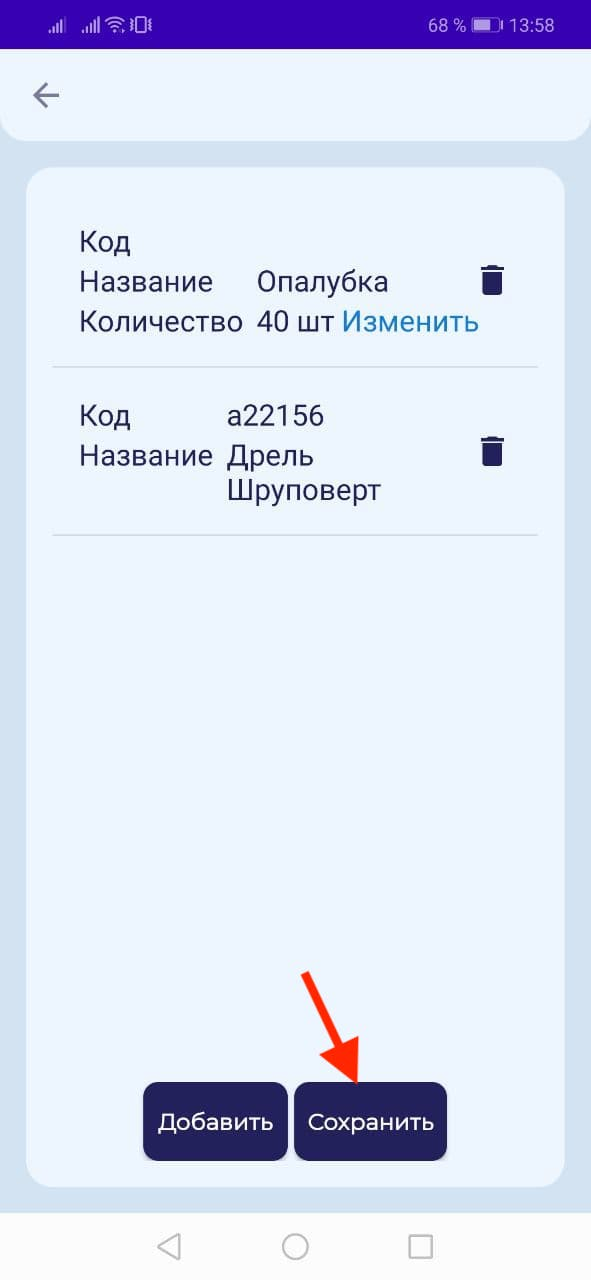 68 % 13:58
Код
Название Опалубка
Количество 40 шт Изменить
Код а22156
Название Дрель
Шруповерт
Добавить Сохранить